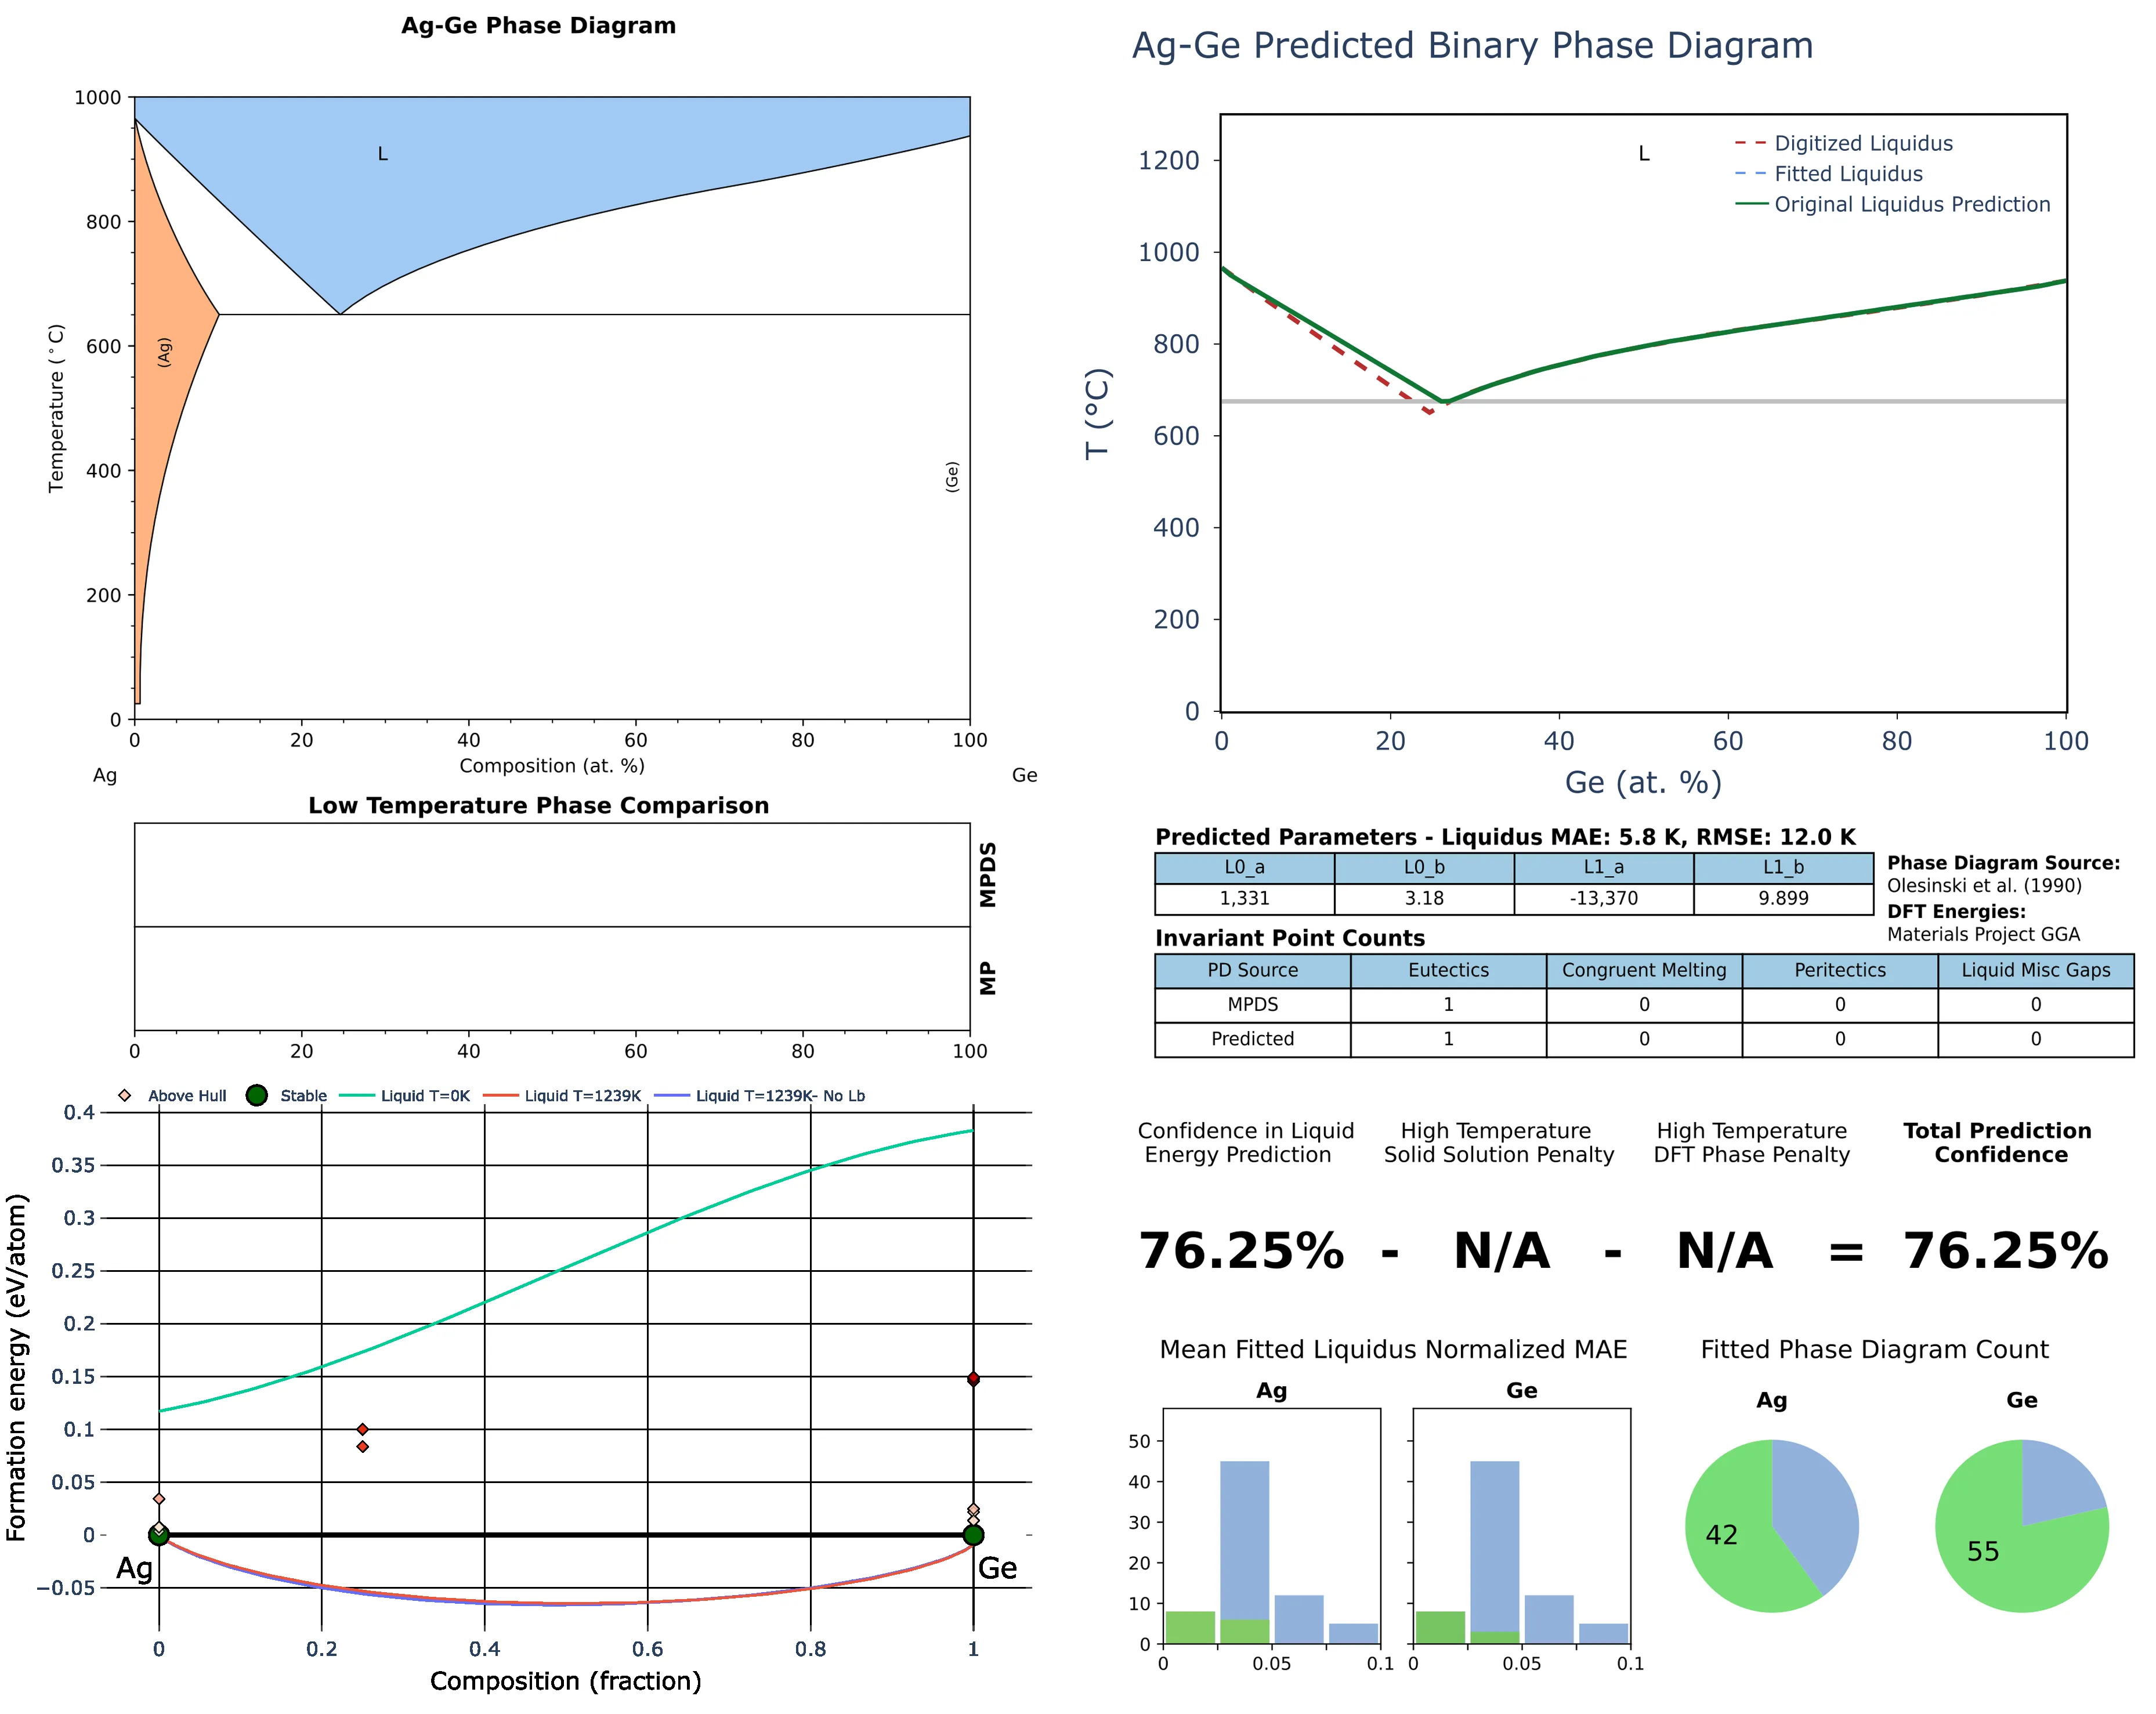 Ag-Ge Phase Diagram
1000
800
600
400
200
0
Temperature (°C)
L
(Ag)
(Ge)
0 20 40 60 80 100
Composition (at. %)
Ag Ge
Low Temperature Phase Comparison
MPDS
MP
0 20 40 60 80 100
Above Hull Stable Liquid T=0K Liquid T=1239K Liquid T=1239K- No Lb
0.4
0.35
0.3
0.25
0.2
0.15
0.1
0.05
0
−0.05
Formation energy (eV/atom)
Ag Ge
0 0.2 0.4 0.6 0.8 1
Composition (fraction)
Ag-Ge Predicted Binary Phase Diagram
L
Digitized Liquidus
Fitted Liquidus
Original Liquidus Prediction
1200
1000
800
600
400
200
0
T (°C)
0 20 40 60 80 100
Ge (at. %)
Predicted Parameters - Liquidus MAE: 5.8 K, RMSE: 12.0 K
L0_a L0_b L1_a L1_b
1,331 3.18 -13,370 9.899
Phase Diagram Source:
Olesinski et al. (1990)
DFT Energies:
Materials Project GGA
Invariant Point Counts
PD Source Eutectics Congruent Melting Peritectics Liquid Misc Gaps
MPDS 1 0 0 0
Predicted 1 0 0 0
Confidence in Liquid
Energy Prediction
High Temperature
Solid Solution Penalty
High Temperature
DFT Phase Penalty
Total Prediction
Confidence
76.25% - N/A - N/A = 76.25%
Mean Fitted Liquidus Normalized MAE
Ag Ge
50
40
30
20
10
0
0 0.05 0.1 0 0.05 0.1
Fitted Phase Diagram Count
Ag Ge
42 55